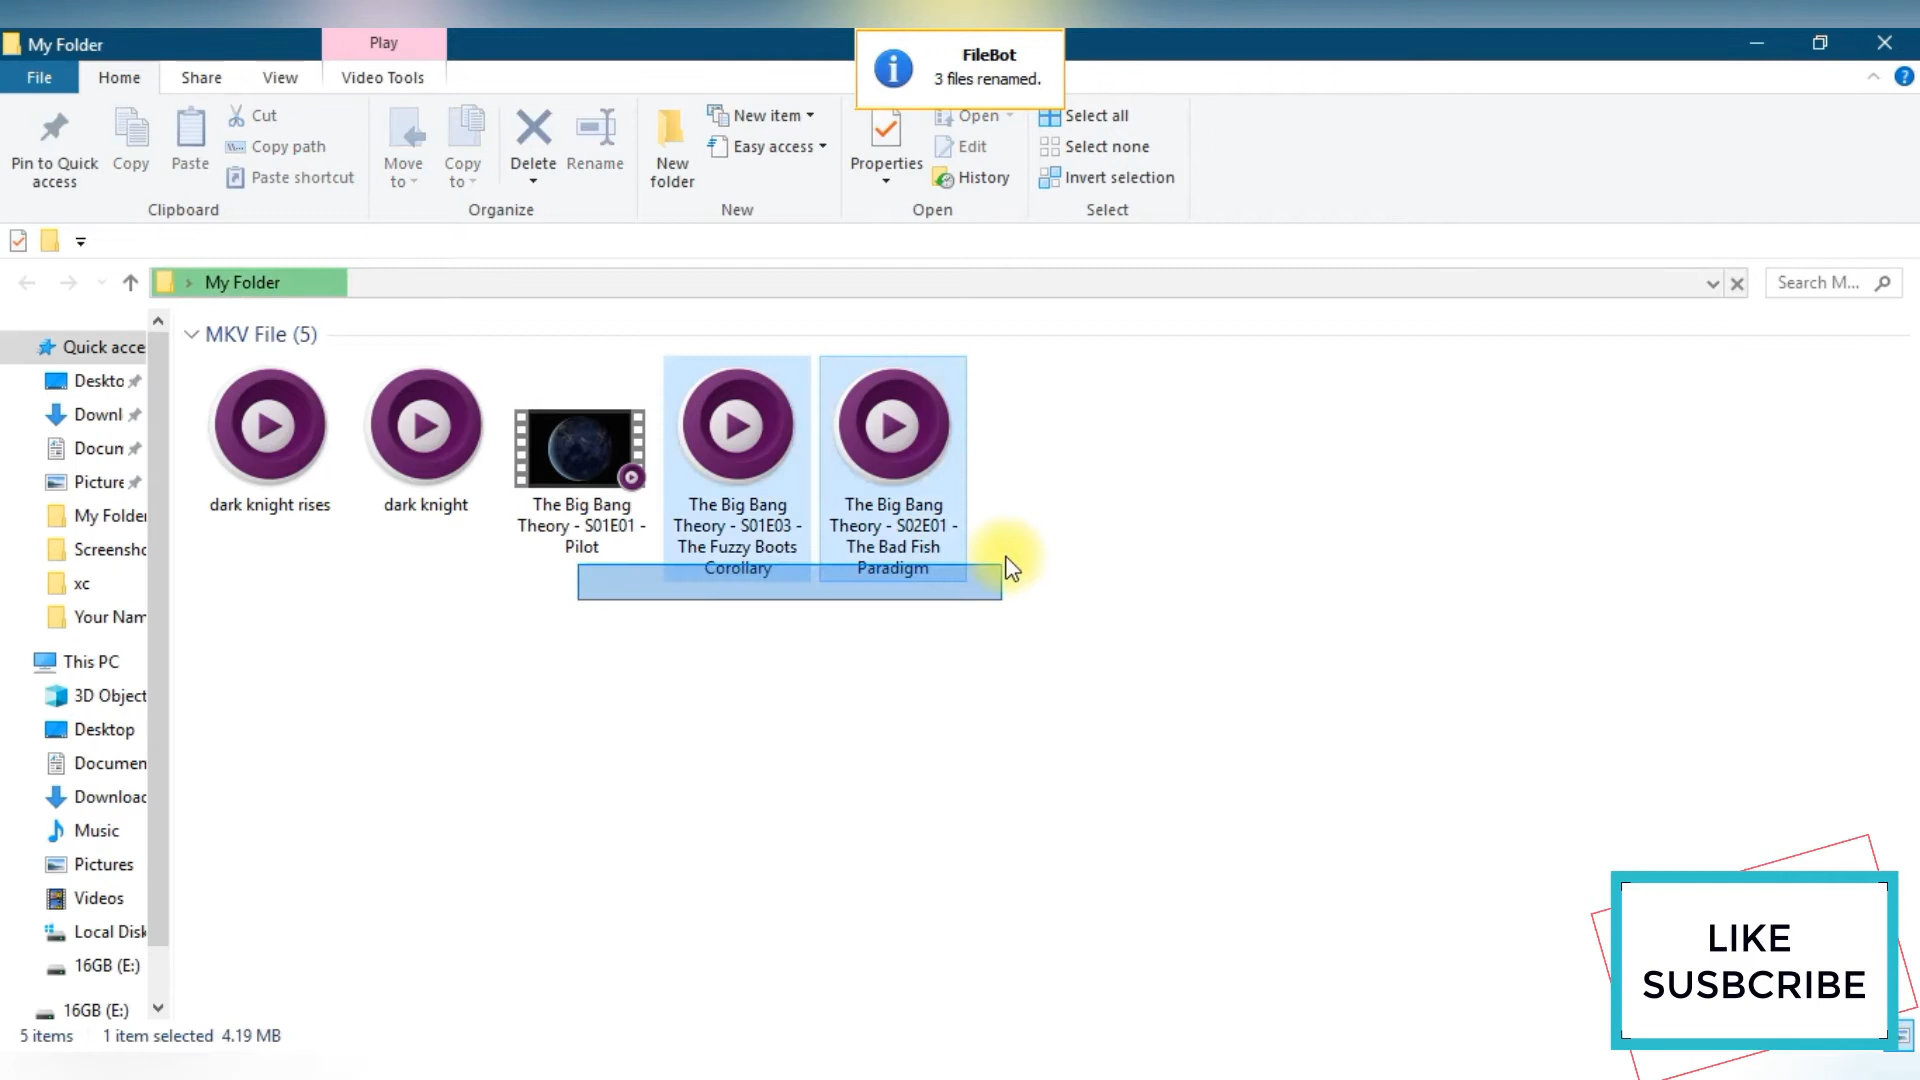 My Folder
Play
FileBot
3 files renamed.
File
Home
Share
View
Video Tools
Pin to Quick access
Copy
Paste
Cut
Copy path
Paste shortcut
Move to
Copy to
Delete
Rename
New folder
New item
Easy access
Properties
Open
Edit
History
Select all
Select none
Invert selection
Clipboard
Organize
New
Open
Select
My Folder
Search M...
Quick acce
Deskto
Downl
Docum
Picture
My Folder
Screensho
xc
Your Nam
This PC
3D Object
Desktop
Documen
Download
Music
Pictures
Videos
Local Disk
16GB (E:)
16GB (E:)
MKV File (5)
dark knight rises
dark knight
The Big Bang
Theory - S01E01 -
Pilot
The Big Bang
Theory - S01E03 -
The Fuzzy Boots
Corollary
The Big Bang
Theory - S02E01 -
The Bad Fish
Paradigm
5 items
1 item selected 4.19 MB
LIKE
SUSBCRIBE